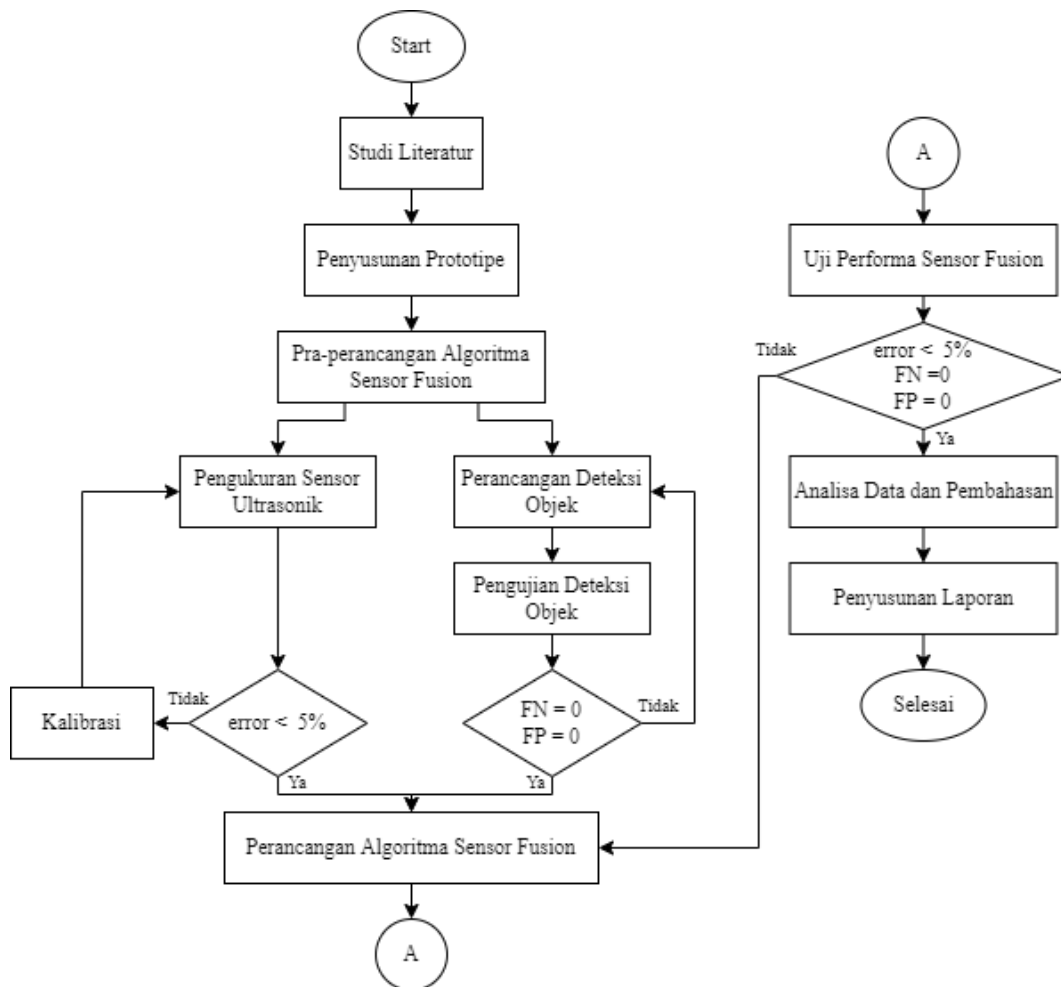 Start
Studi Literatur
Penyusunan Prototipe
Pra-perancangan Algoritma
Sensor Fusion
Pengukuran Sensor
Ultrasonik
Perancangan Deteksi
Objek
Pengujian Deteksi
Objek
Kalibrasi
Tidak
error < 5%
Ya
FN = 0
FP = 0
Tidak
Ya
Perancangan Algoritma Sensor Fusion
A
A
Uji Performa Sensor Fusion
Tidak
error < 5%
FN =0
FP = 0
Ya
Analisa Data dan Pembahasan
Penyusunan Laporan
Selesai